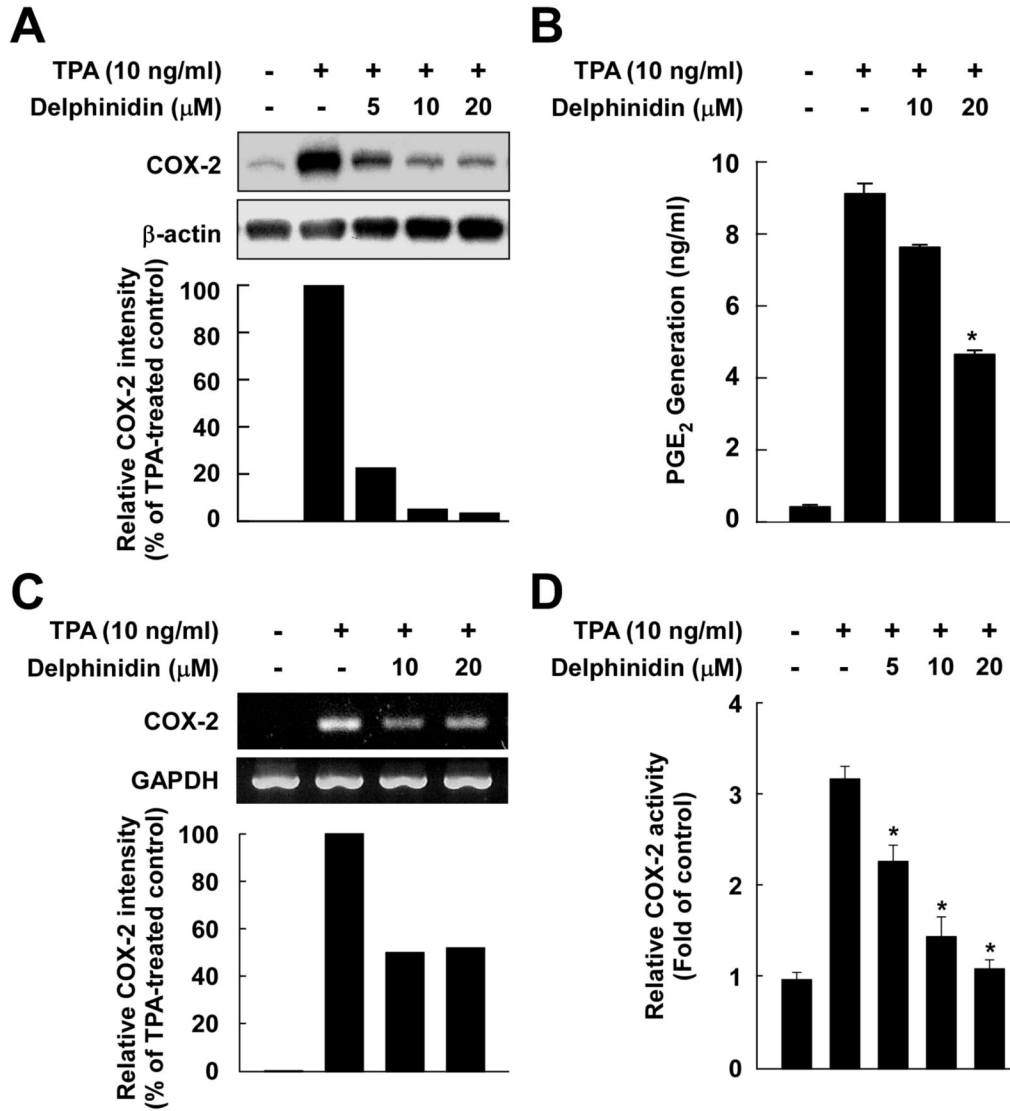 A
TPA (10 ng/ml) - + + + +
Delphinidin (μM) - - 5 10 20
COX-2
β-actin
Relative COX-2 intensity
(% of TPA-treated control)
100
80
60
40
20
0
B
TPA (10 ng/ml) - + + +
Delphinidin (μM) - - 10 20
PGE2 Generation (ng/ml)
10
8
6
4
2
0
*
C
TPA (10 ng/ml) - + + +
Delphinidin (μM) - - 10 20
COX-2
GAPDH
Relative COX-2 intensity
(% of TPA-treated control)
100
80
60
40
20
0
D
TPA (10 ng/ml) - + + + +
Delphinidin (μM) - - 5 10 20
Relative COX-2 activity
(Fold of control)
4
3
2
1
0
* * *